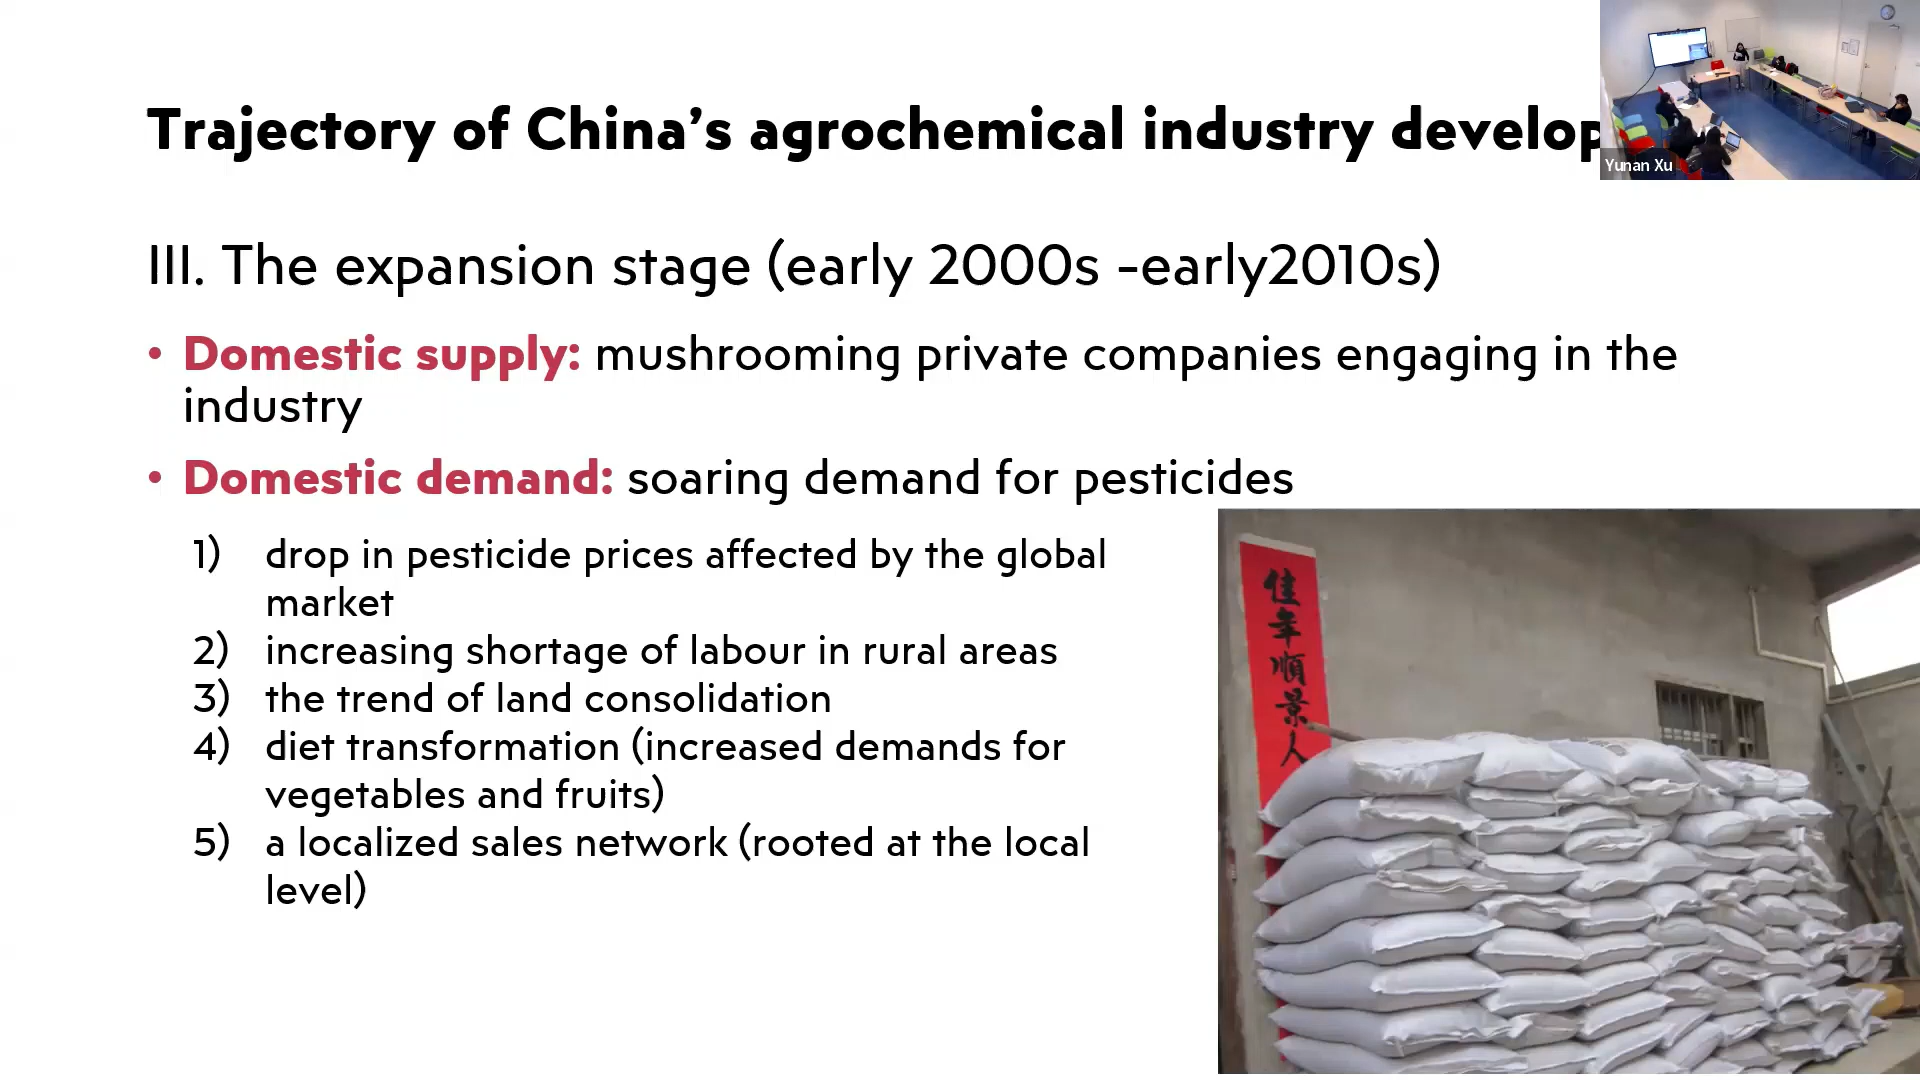 Trajectory of China’s agrochemical industry develop
Yunan Xu
III. The expansion stage (early 2000s -early2010s)
• Domestic supply: mushrooming private companies engaging in the
industry
• Domestic demand: soaring demand for pesticides
1) drop in pesticide prices affected by the global
market
2) increasing shortage of labour in rural areas
3) the trend of land consolidation
4) diet transformation (increased demands for
vegetables and fruits)
5) a localized sales network (rooted at the local
level)
佳年順景人